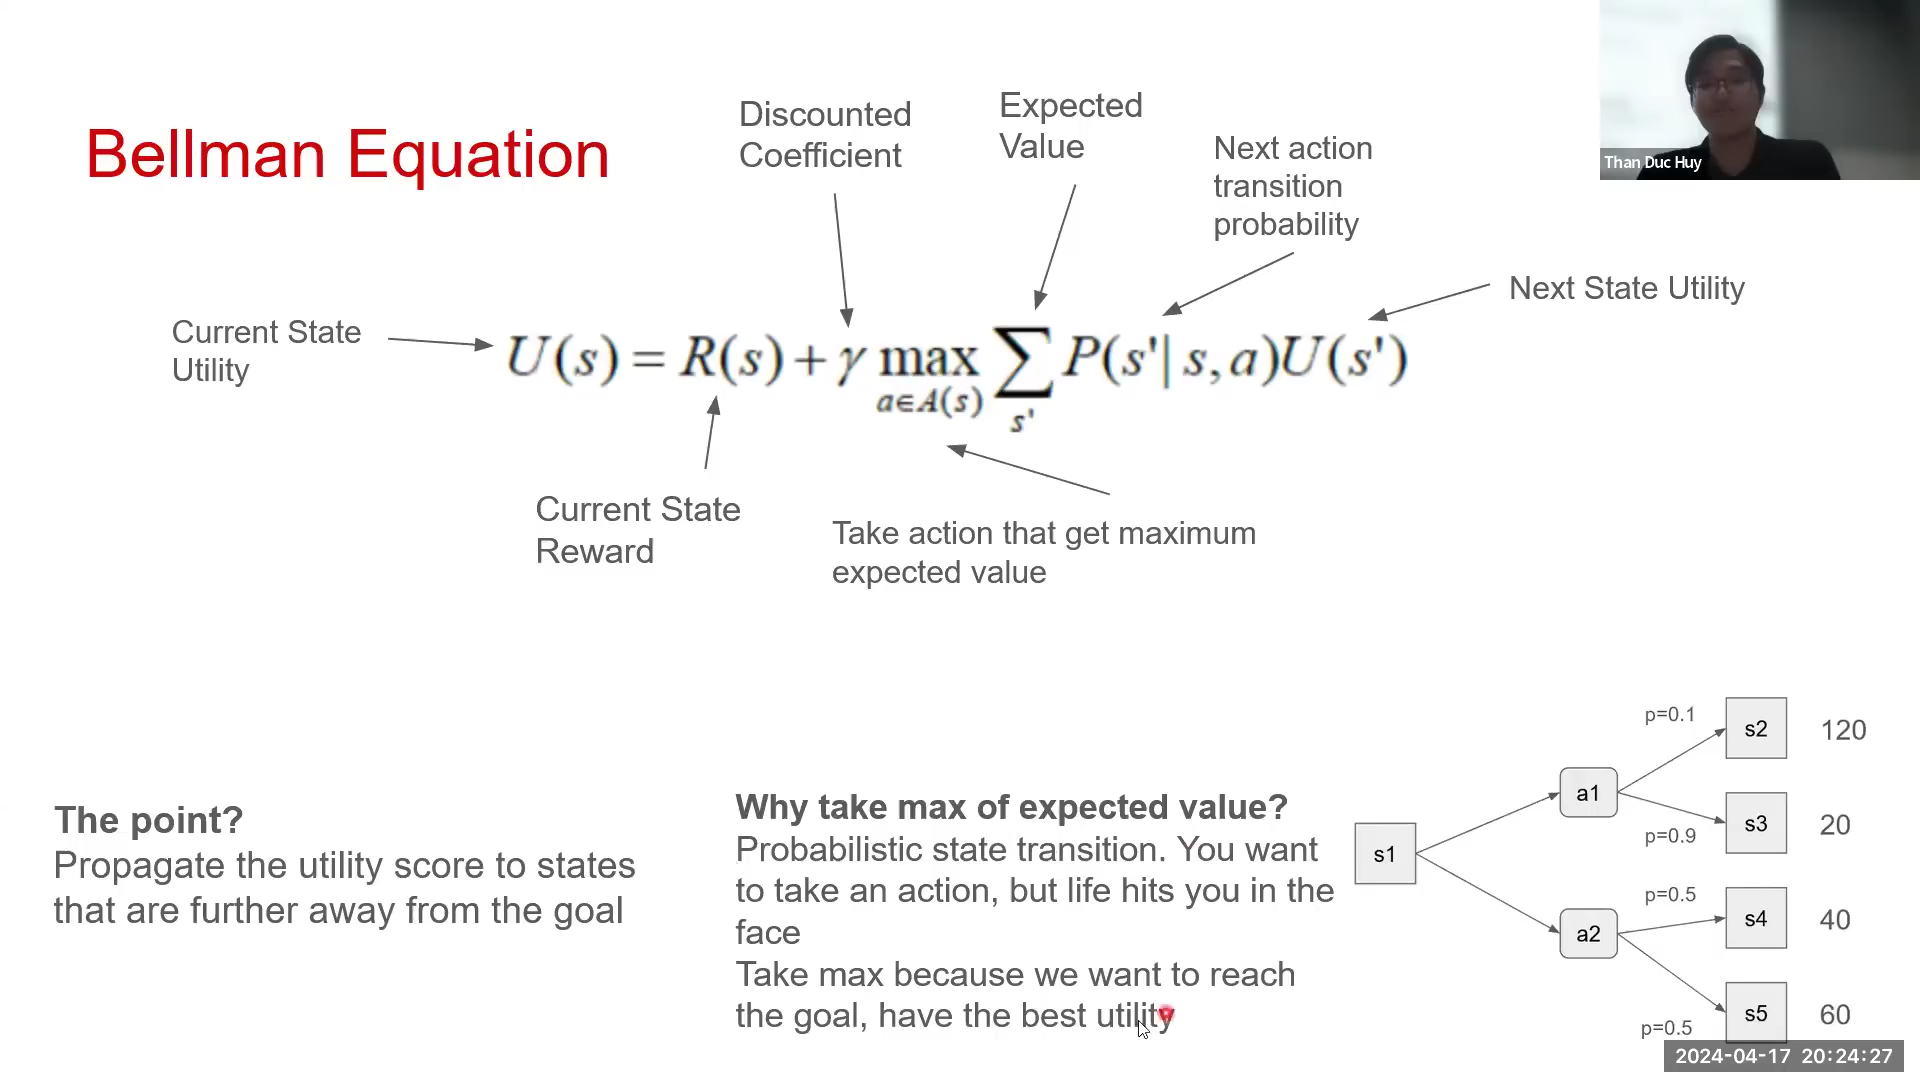 Bellman Equation
Discounted
Coefficient
Expected
Value
Next action
transition
probability
Than Duc Huy
Next State Utility
Current State
Utility
U(s) = R(s) + γ max ∑ P(s'| s, a)U(s')
a∈A(s)
s'
Current State
Reward
Take action that get maximum
expected value
The point?
Propagate the utility score to states
that are further away from the goal
Why take max of expected value?
Probabilistic state transition. You want
to take an action, but life hits you in the
face
Take max because we want to reach
the goal, have the best utility
s1
a1
a2
p=0.1
s2
120
p=0.9
s3
20
p=0.5
s4
40
p=0.5
s5
60
2024-04-17 20:24:27